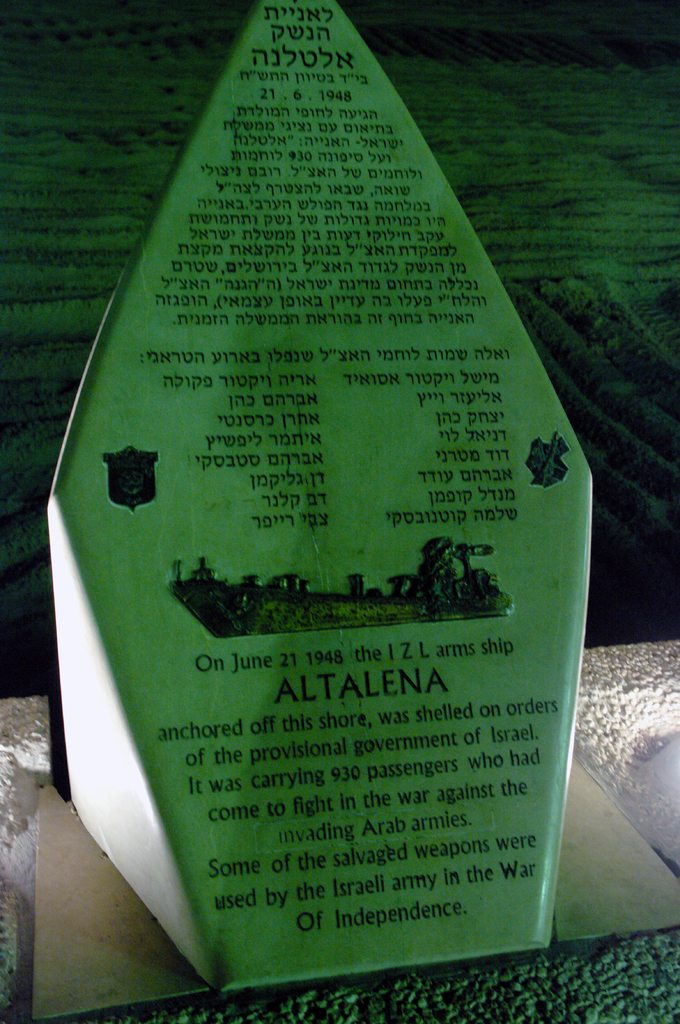 לאניית
הנשק
אלטלנה
בי"ד בסיוון התש"ח
21 . 6 . 1948
הגיעה לחופי המולדת
בתיאום עם נציגי ממשלת
ישראל- האנייה: "אלטלנה
ועל סיפונה 930 לוחמות
ולוחמים של האצ"ל. רובם ניצולי
שואה, שבאו להצטרף לצה"ל
במלחמה נגד הפולש הערבי. באנייה
היו כמויות גדולות של נשק ותחמושת
עקב חילוקי דעות בין ממשלת ישראל
למפקדת האצ"ל בנוגע להקצאת מקצת
מן הנשק לגדוד האצ"ל בירושלים, שטרם
נכללה בתחום מדינת ישראל (ה"הגנה" האצ"ל
והלח"י פעלו בה עדיין באופן עצמאי), הופגזה
האנייה בחוף זה בהוראת הממשלה הזמנית.
ואלה שמות לוחמי האצ"ל שנפלו בארוע הטראגי:
מישל ויקטור אסואיד אריה ויקטור פקולה
אליעזר וייץ אברהם כהן
יצחק כהן אהרן כרסנטי
דניאל לוי איתמר ליפשיץ
דוד מטרני אברהם סטבסקי
אברהם עודד דן גליקמן
מנדל קופמן דב קלנר
שלמה קוטנובסקי צבי רייפר
On June 21 1948 the I Z L arms ship
ALTALENA
anchored off this shore, was shelled on orders
of the provisional government of Israel.
It was carrying 930 passengers who had
come to fight in the war against the
invading Arab armies.
Some of the salvaged weapons were
used by the Israeli army in the War
Of Independence.